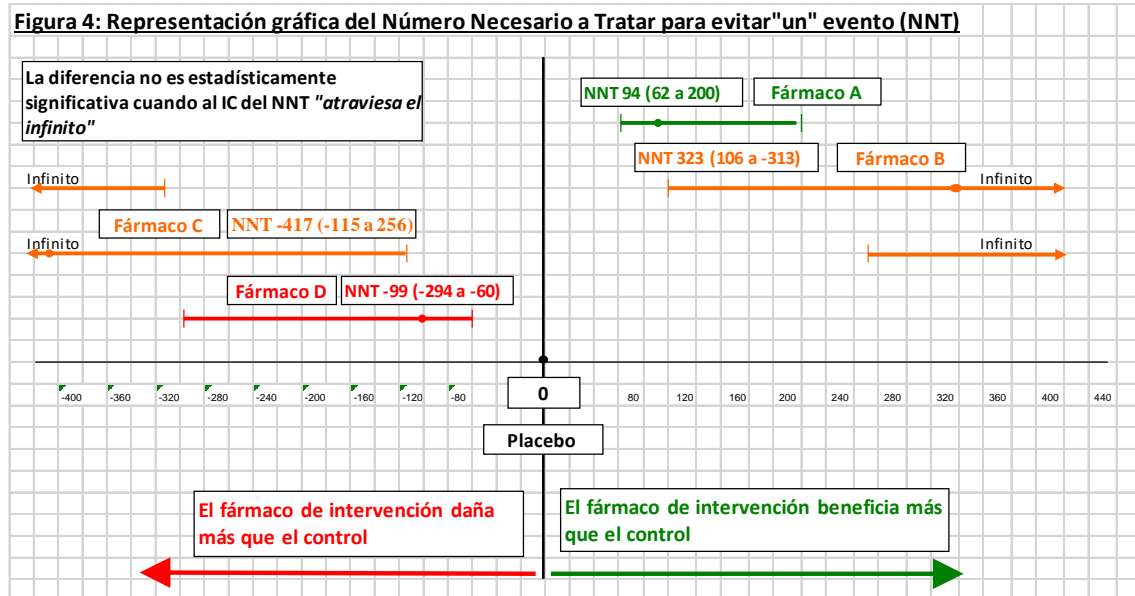 Figura 4: Representación gráfica del Número Necesario a Tratar para evitar"un" evento (NNT)
La diferencia no es estadísticamente
significativa cuando al IC del NNT "atraviesa el
infinito"
NNT 94 (62 a 200)
Fármaco A
NNT 323 (106 a -313)
Fármaco B
Infinito
Infinito
Fármaco C
NNT -417 (-115 a 256)
Infinito
Infinito
Fármaco D
NNT -99 (-294 a -60)
-400 -360 -320 -280 -240 -200 -160 -120 -80 0 80 120 160 200 240 280 320 360 400 440
Placebo
El fármaco de intervención daña
más que el control
El fármaco de intervención beneficia más
que el control